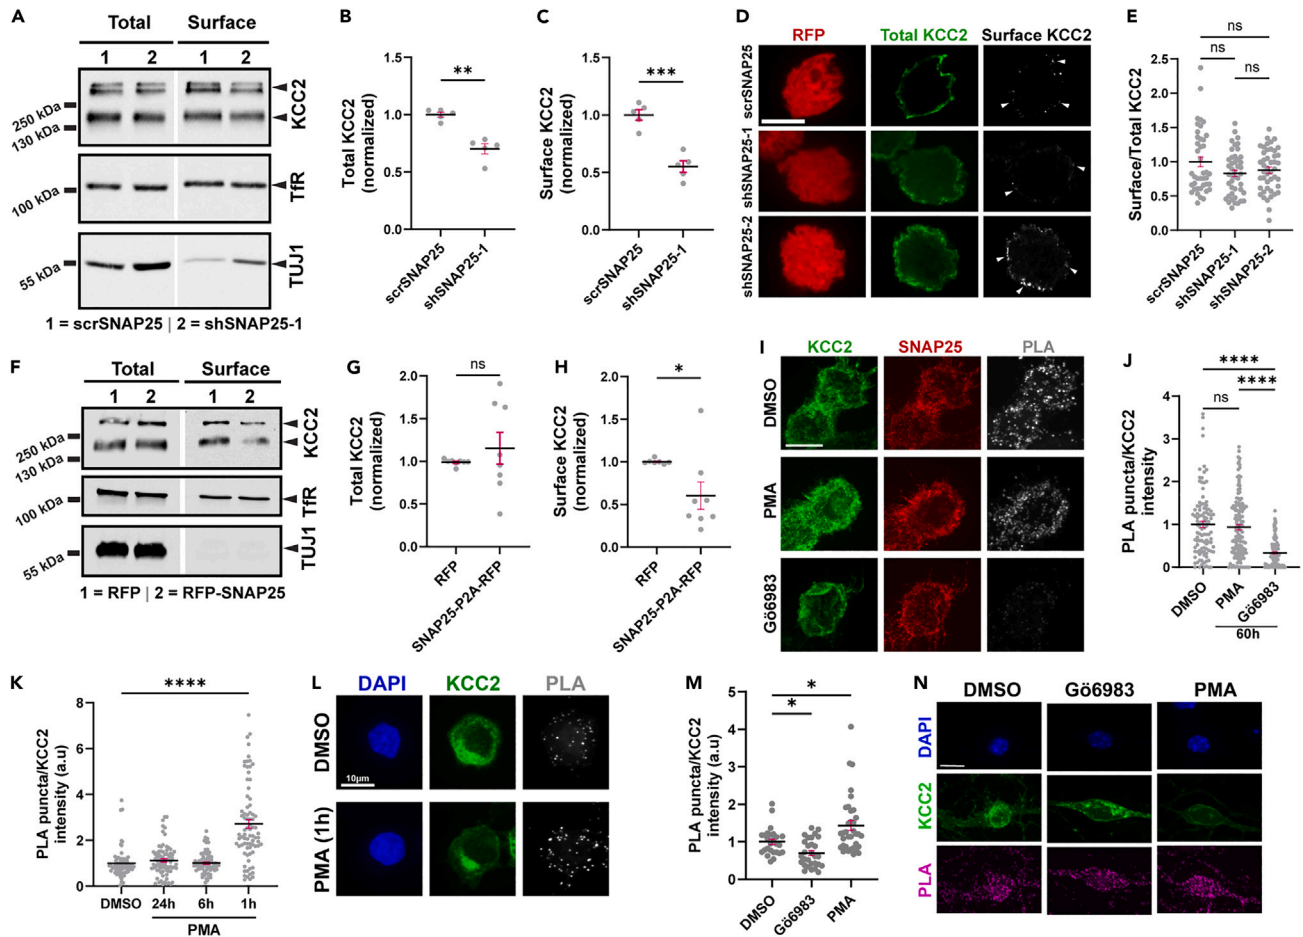 A
Total Surface
1 2 1 2
250 kDa
130 kDa
KCC2
100 kDa
TfR
55 kDa
TUJ1
1 = scrSNAP25 | 2 = shSNAP25-1
B
Total KCC2
(normalized)
1.5
1.0
0.5
0.0
**
scrSNAP25
shSNAP25-1
C
Surface KCC2
(normalized)
1.5
1.0
0.5
0.0
***
scrSNAP25
shSNAP25-1
D
RFP Total KCC2 Surface KCC2
scrSNAP25
shSNAP25-1
shSNAP25-2
E
Surface/Total KCC2
2.5
2.0
1.5
1.0
0.5
0.0
ns
ns
ns
scrSNAP25
shSNAP25-1
shSNAP25-2
F
Total Surface
1 2 1 2
250 kDa
130 kDa
KCC2
100 kDa
TfR
55 kDa
TUJ1
1 = RFP | 2 = RFP-SNAP25
G
Total KCC2
(normalized)
2.0
1.5
1.0
0.5
0.0
ns
RFP
SNAP25-P2A-RFP
H
Surface KCC2
(normalized)
2.0
1.5
1.0
0.5
0.0
*
RFP
SNAP25-P2A-RFP
I
KCC2 SNAP25 PLA
DMSO
PMA
Gö6983
J
PLA puncta/KCC2
intensity
4
3
2
1
0
****
****
ns
DMSO
PMA
Gö6983
60h
K
PLA puncta/KCC2
intensity (a.u)
8
6
4
2
0
****
DMSO 24h 6h 1h
PMA
L
DAPI KCC2 PLA
DMSO
10µm
PMA (1h)
M
PLA puncta/KCC2
intensity (a.u)
5
4
3
2
1
0
*
*
DMSO
Gö6983
PMA
N
DMSO Gö6983 PMA
DAPI
KCC2
PLA